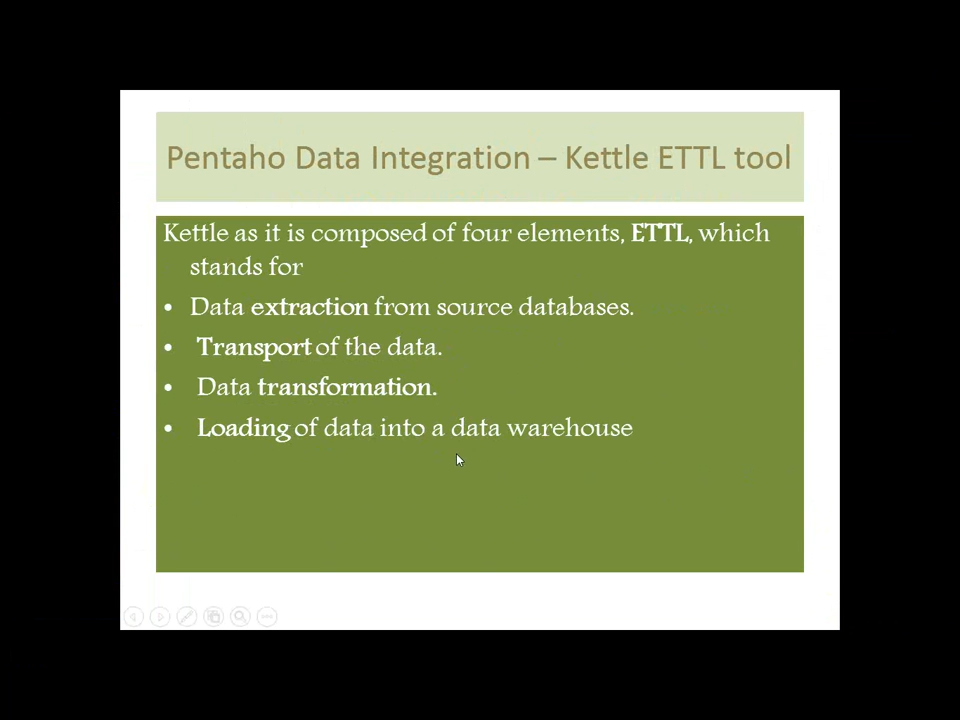 Pentaho Data Integration – Kettle ETTL tool
Kettle as it is composed of four elements, ETTL, which
stands for
• Data extraction from source databases.
• Transport of the data.
• Data transformation.
• Loading of data into a data warehouse